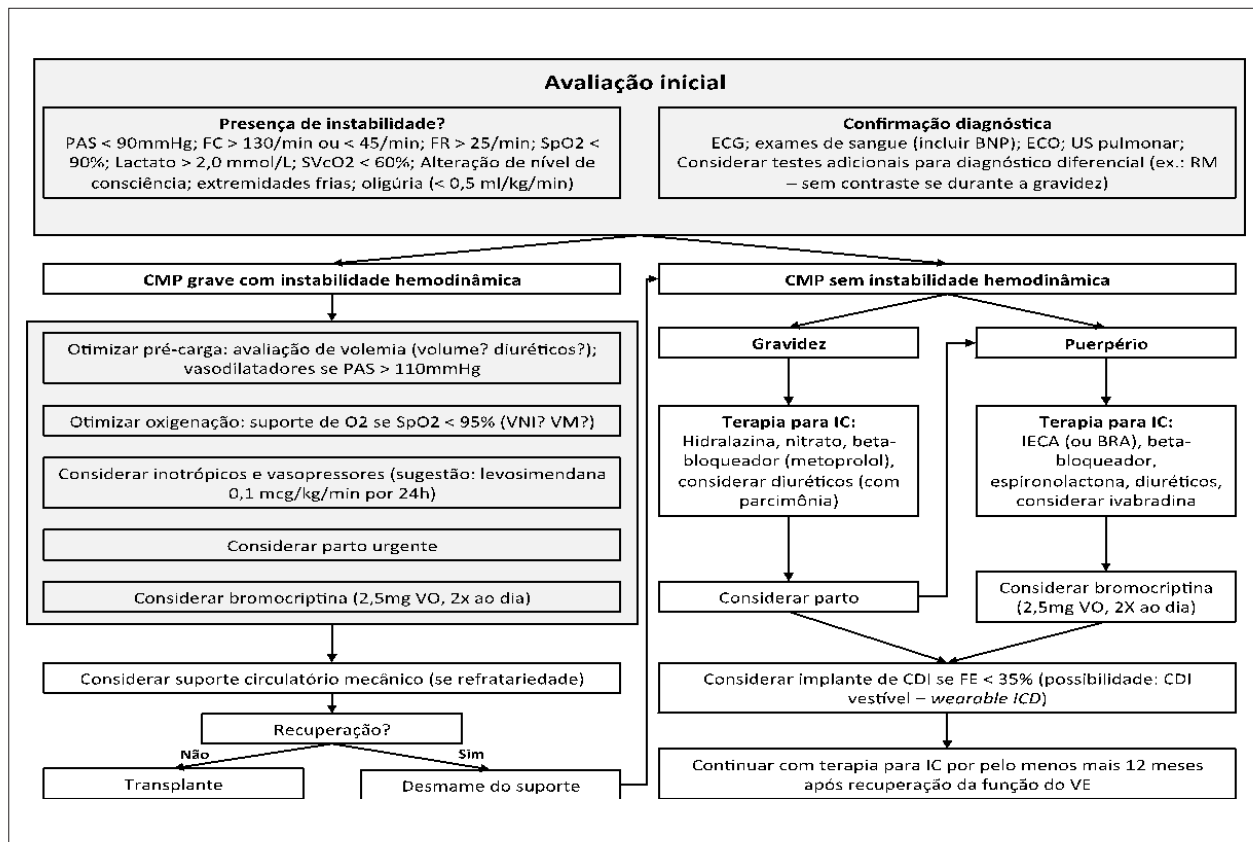 Avaliação inicial
Presença de instabilidade?
PAS < 90mmHg; FC > 130/min ou < 45/min; FR > 25/min; SpO2 <
90%; Lactato > 2,0 mmol/L; SVcO2 < 60%; Alteração de nível de
consciência; extremidades frias; oligúria (< 0,5 ml/kg/min)
Confirmação diagnóstica
ECG; exames de sangue (incluir BNP); ECO; US pulmonar;
Considerar testes adicionais para diagnóstico diferencial (ex.: RM
– sem contraste se durante a gravidez)
CMP grave com instabilidade hemodinâmica
Otimizar pré-carga: avaliação de volemia (volume? diuréticos?);
vasodilatadores se PAS > 110mmHg
Otimizar oxigenação: suporte de O2 se SpO2 < 95% (VNI? VM?)
Considerar inotrópicos e vasopressores (sugestão: levosimendana
0,1 mcg/kg/min por 24h)
Considerar parto urgente
Considerar bromocriptina (2,5mg VO, 2x ao dia)
Considerar suporte circulatório mecânico (se refratariedade)
Recuperação?
Não
Sim
Transplante
Desmame do suporte
CMP sem instabilidade hemodinâmica
Gravidez
Terapia para IC:
Hidralazina, nitrato, beta-
bloqueador (metoprolol),
considerar diuréticos (com
parcimônia)
Considerar parto
Puerpério
Terapia para IC:
IECA (ou BRA), beta-
bloqueador,
espironolactona, diuréticos,
considerar ivabradina
Considerar bromocriptina
(2,5mg VO, 2X ao dia)
Considerar implante de CDI se FE < 35% (possibilidade: CDI
vestível – wearable ICD)
Continuar com terapia para IC por pelo menos mais 12 meses
após recuperação da função do VE